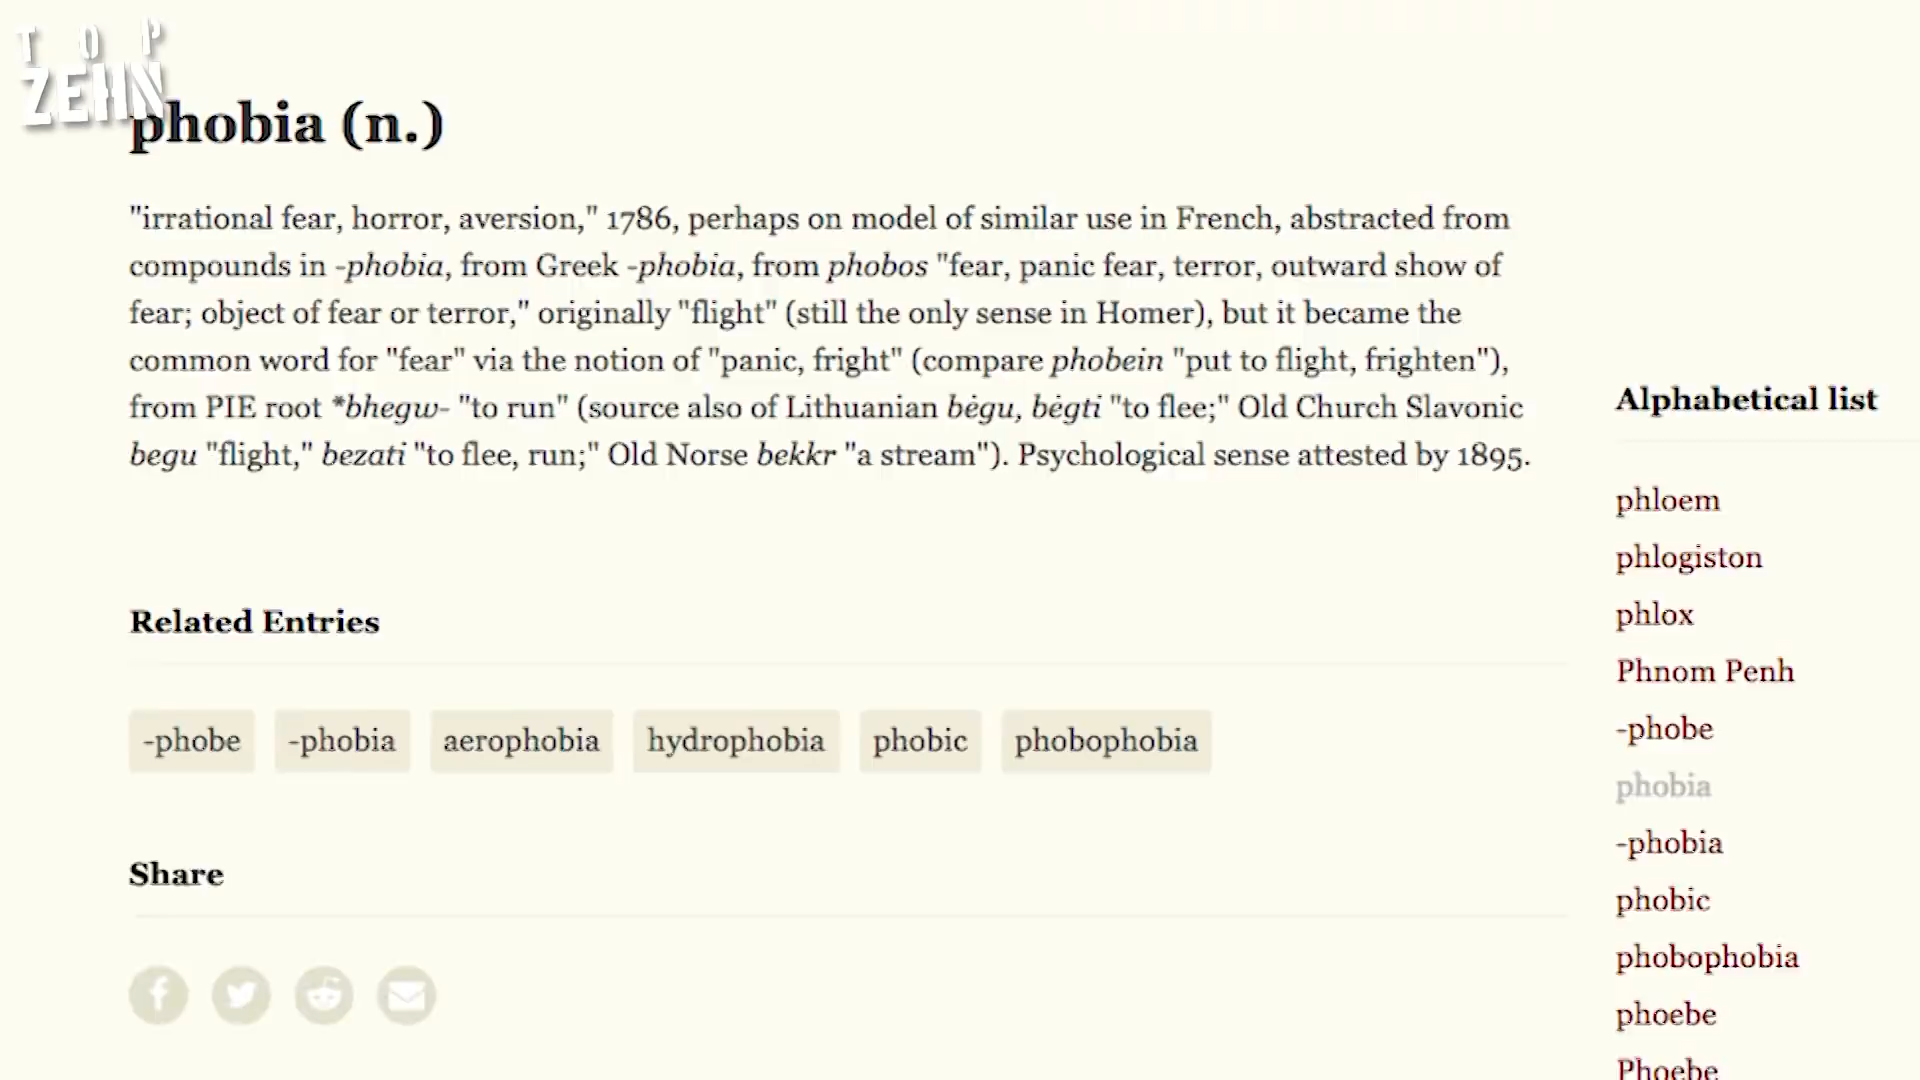 TOP
ZEHN
phobia (n.)
"irrational fear, horror, aversion," 1786, perhaps on model of similar use in French, abstracted from
compounds in -phobia, from Greek -phobia, from phobos "fear, panic fear, terror, outward show of
fear; object of fear or terror," originally "flight" (still the only sense in Homer), but it became the
common word for "fear" via the notion of "panic, fright" (compare phobein "put to flight, frighten"),
from PIE root *bhegw- "to run" (source also of Lithuanian bėgu, bėgti "to flee;" Old Church Slavonic
begu "flight," bezati "to flee, run;" Old Norse bekkr "a stream"). Psychological sense attested by 1895.
Related Entries
-phobe -phobia aerophobia hydrophobia phobic phobophobia
Share
Alphabetical list
phloem
phlogiston
phlox
Phnom Penh
-phobe
phobia
-phobia
phobic
phobophobia
phoebe
Phoebe